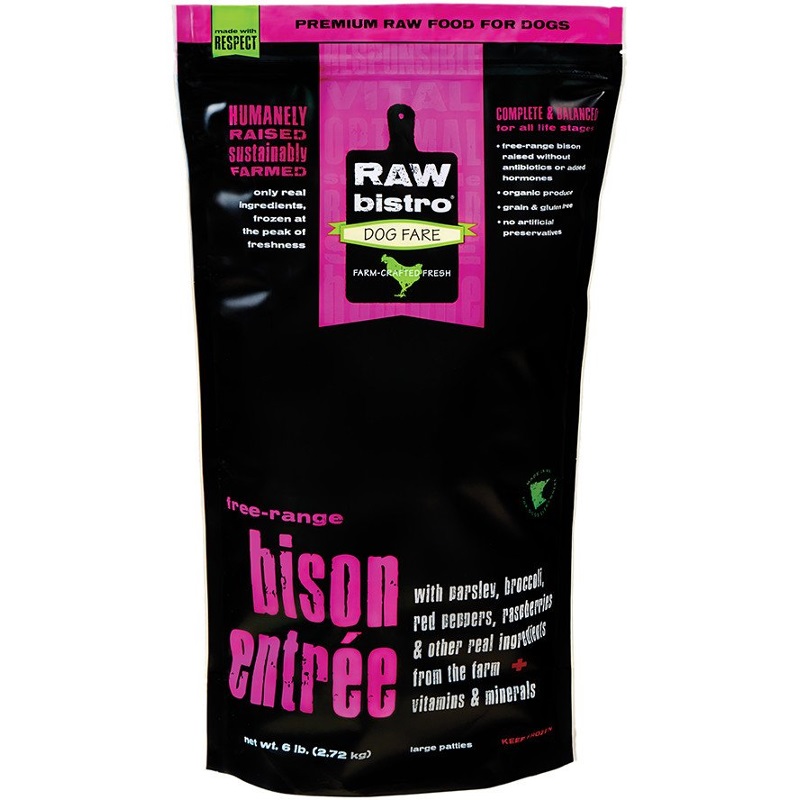 made with
RESPECT
PREMIUM RAW FOOD FOR DOGS
RESPONSIBLE
VITAL
HUMANELY
RAISED
sustainably
FARMED
only real
ingredients,
frozen at
the peak of
freshness
COMPLETE & BALANCED
for all life stages
• free-range bison
raised without
antibiotics or added
hormones
• organic produce
• grain & gluten free
• no artificial
preservatives
RAW
bistro®
DOG FARE
FARM-CRAFTED FRESH
free-range
bison
entrée
with parsley, broccoli,
red peppers, raspberries
& other real ingredients
from the farm +
vitamins & minerals
net wt. 6 lb. (2.72 kg)
large patties
KEEP FROZEN